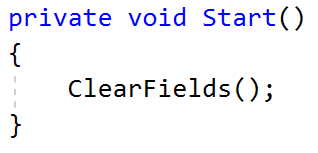 private void Start()
{
    ClearFields();
}